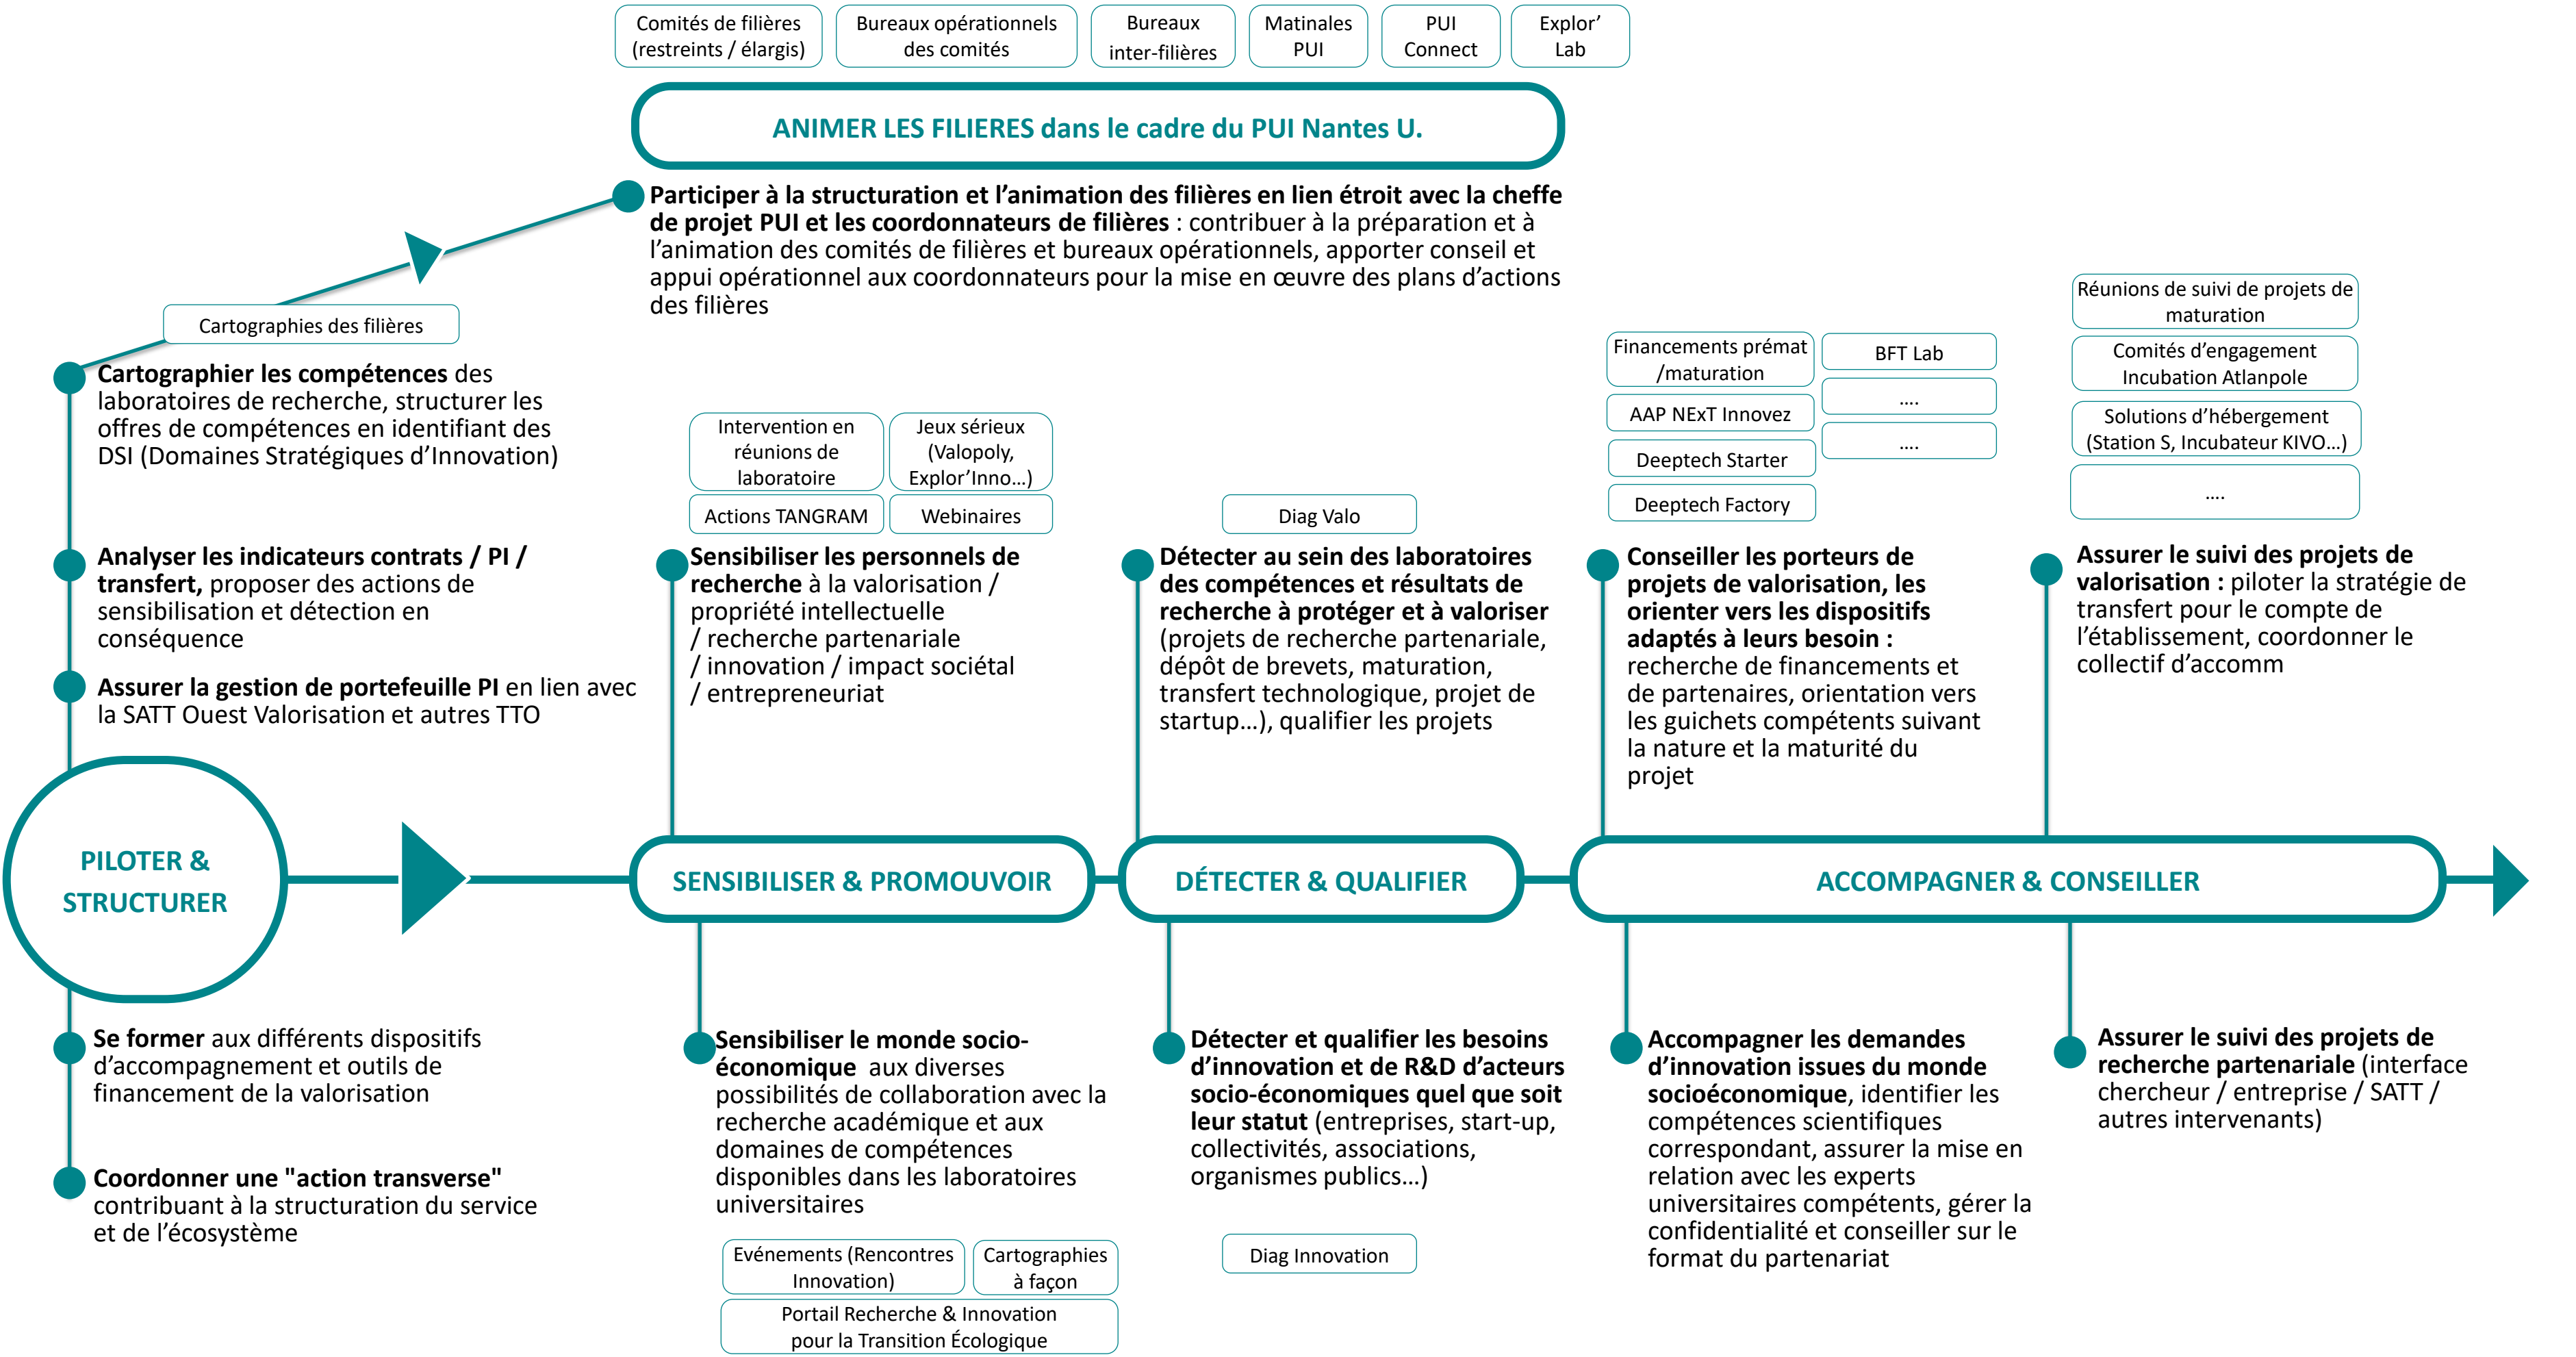 Comités de filières
(restreints / élargis)
Bureaux opérationnels
des comités
Bureaux
inter-filières
Matinales
PUI
PUI
Connect
Explor’
Lab
ANIMER LES FILIERES dans le cadre du PUI Nantes U.
Participer à la structuration et l’animation des filières en lien étroit avec la cheffe
de projet PUI et les coordonnateurs de filières : contribuer à la préparation et à
l’animation des comités de filières et bureaux opérationnels, apporter conseil et
appui opérationnel aux coordonnateurs pour la mise en œuvre des plans d’actions
des filières
Cartographies des filières
Cartographier les compétences des
laboratoires de recherche, structurer les
offres de compétences en identifiant des
DSI (Domaines Stratégiques d’Innovation)
Analyser les indicateurs contrats / PI /
transfert, proposer des actions de
sensibilisation et détection en
conséquence
Assurer la gestion de portefeuille PI en lien avec
la SATT Ouest Valorisation et autres TTO
PILOTER &
STRUCTURER
Se former aux différents dispositifs
d’accompagnement et outils de
financement de la valorisation
Coordonner une "action transverse"
contribuant à la structuration du service
et de l’écosystème
Intervention en
réunions de
laboratoire
Jeux sérieux
(Valopoly,
Explor’Inno…)
Actions TANGRAM
Webinaires
Sensibiliser les personnels de
recherche à la valorisation /
propriété intellectuelle
/ recherche partenariale
/ innovation / impact sociétal
/ entrepreneuriat
SENSIBILISER & PROMOUVOIR
Sensibiliser le monde socio-
économique  aux diverses
possibilités de collaboration avec la
recherche académique et aux
domaines de compétences
disponibles dans les laboratoires
universitaires
Evénements (Rencontres
Innovation)
Cartographies
à façon
Portail Recherche & Innovation
pour la Transition Écologique
Diag Valo
Détecter au sein des laboratoires
des compétences et résultats de
recherche à protéger et à valoriser
(projets de recherche partenariale,
dépôt de brevets, maturation,
transfert technologique, projet de
startup…), qualifier les projets
DÉTECTER & QUALIFIER
Détecter et qualifier les besoins
d’innovation et de R&D d’acteurs
socio-économiques quel que soit
leur statut (entreprises, start-up,
collectivités, associations,
organismes publics…)
Diag Innovation
Financements prémat
/maturation
AAP NExT Innovez
Deeptech Starter
Deeptech Factory
BFT Lab
….
….
Conseiller les porteurs de
projets de valorisation, les
orienter vers les dispositifs
adaptés à leurs besoin :
recherche de financements et
de partenaires, orientation vers
les guichets compétents suivant
la nature et la maturité du
projet
Réunions de suivi de projets de
maturation
Comités d’engagement
Incubation Atlanpole
Solutions d’hébergement
(Station S, Incubateur KIVO…)
….
Assurer le suivi des projets de
valorisation : piloter la stratégie de
transfert pour le compte de
l’établissement, coordonner le
collectif d’accomm
ACCOMPAGNER & CONSEILLER
Accompagner les demandes
d’innovation issues du monde
socioéconomique, identifier les
compétences scientifiques
correspondant, assurer la mise en
relation avec les experts
universitaires compétents, gérer la
confidentialité et conseiller sur le
format du partenariat
Assurer le suivi des projets de
recherche partenariale (interface
chercheur / entreprise / SATT /
autres intervenants)